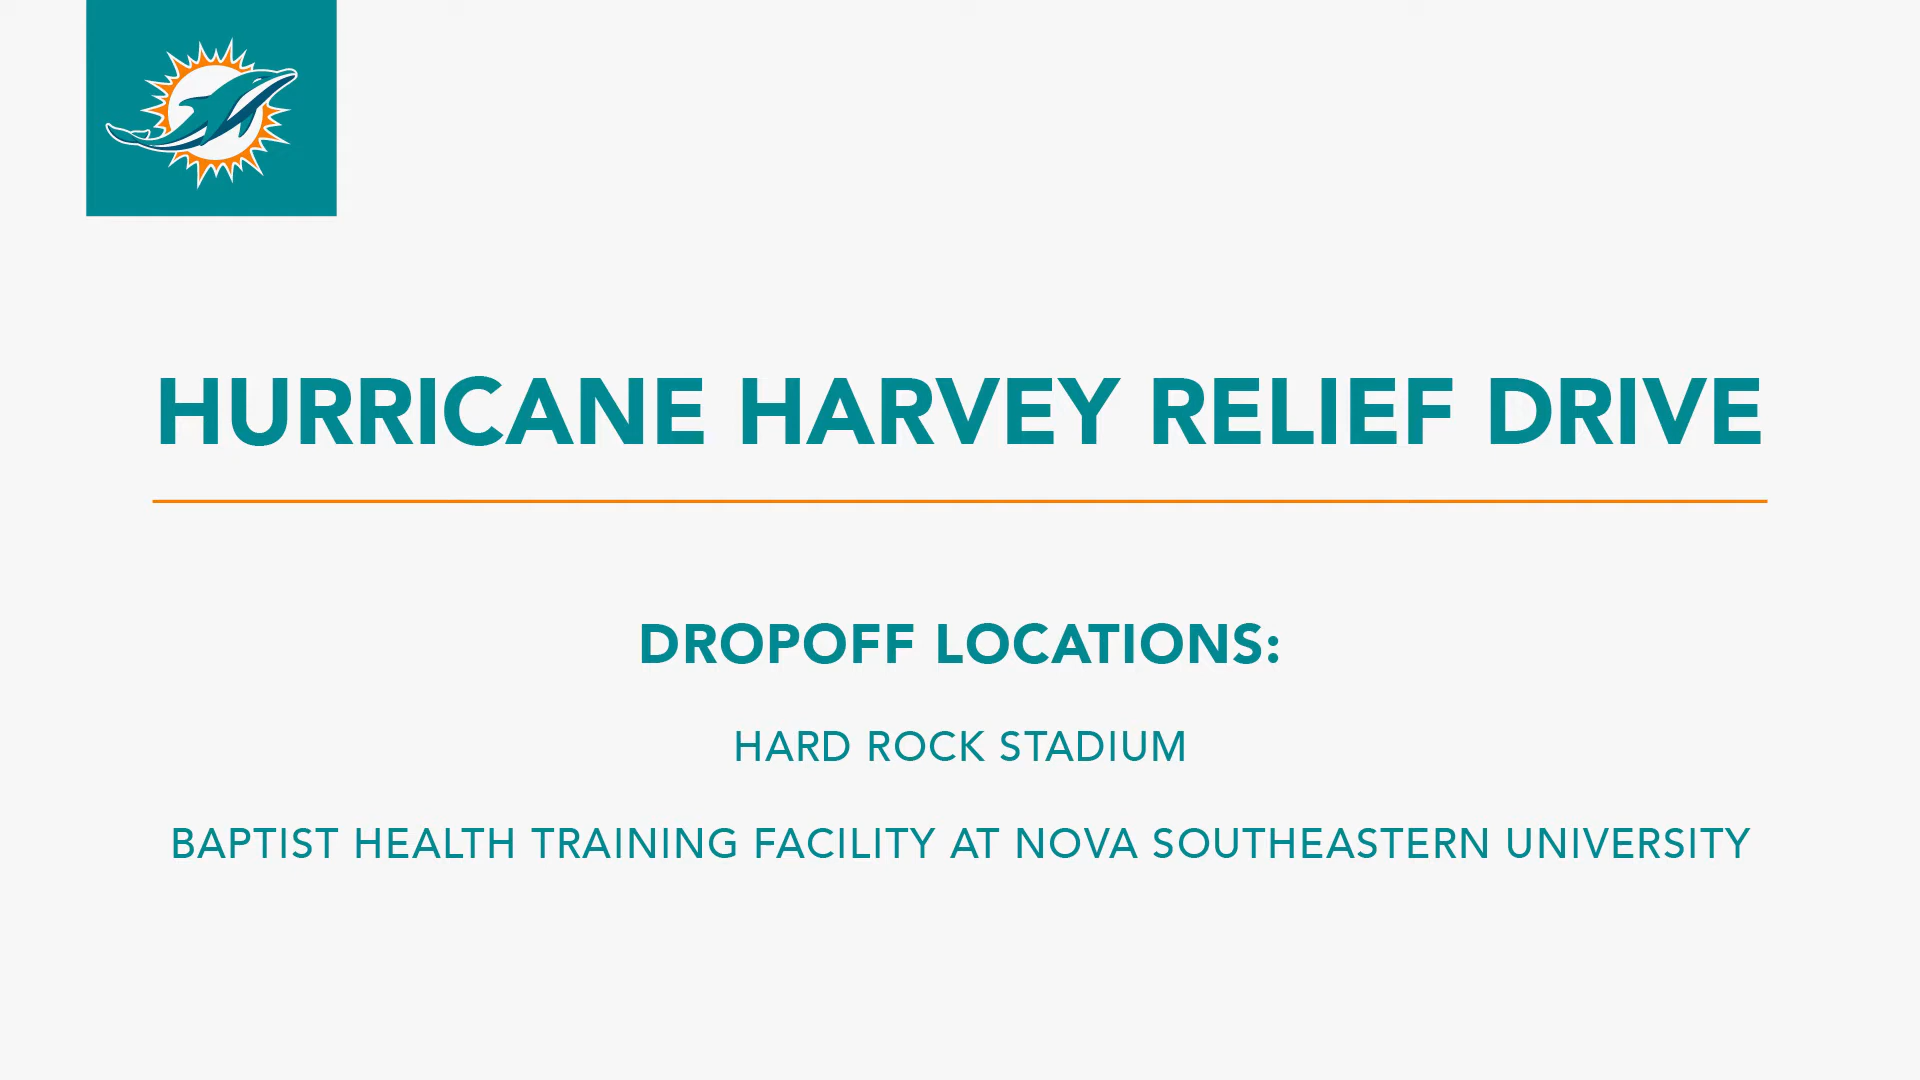 HURRICANE HARVEY RELIEF DRIVE
DROPOFF LOCATIONS:
HARD ROCK STADIUM
BAPTIST HEALTH TRAINING FACILITY AT NOVA SOUTHEASTERN UNIVERSITY